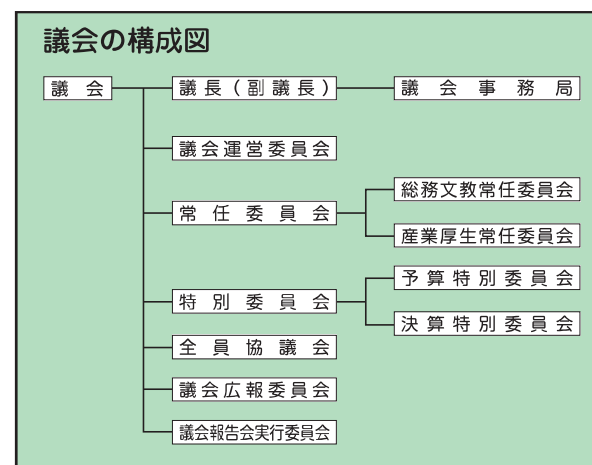 議会の構成図
議会
議長(副議長)
議会事務局
議会運営委員会
常任委員会
総務文教常任委員会
産業厚生常任委員会
特別委員会
予算特別委員会
決算特別委員会
全員協議会
議会広報委員会
議会報告会実行委員会